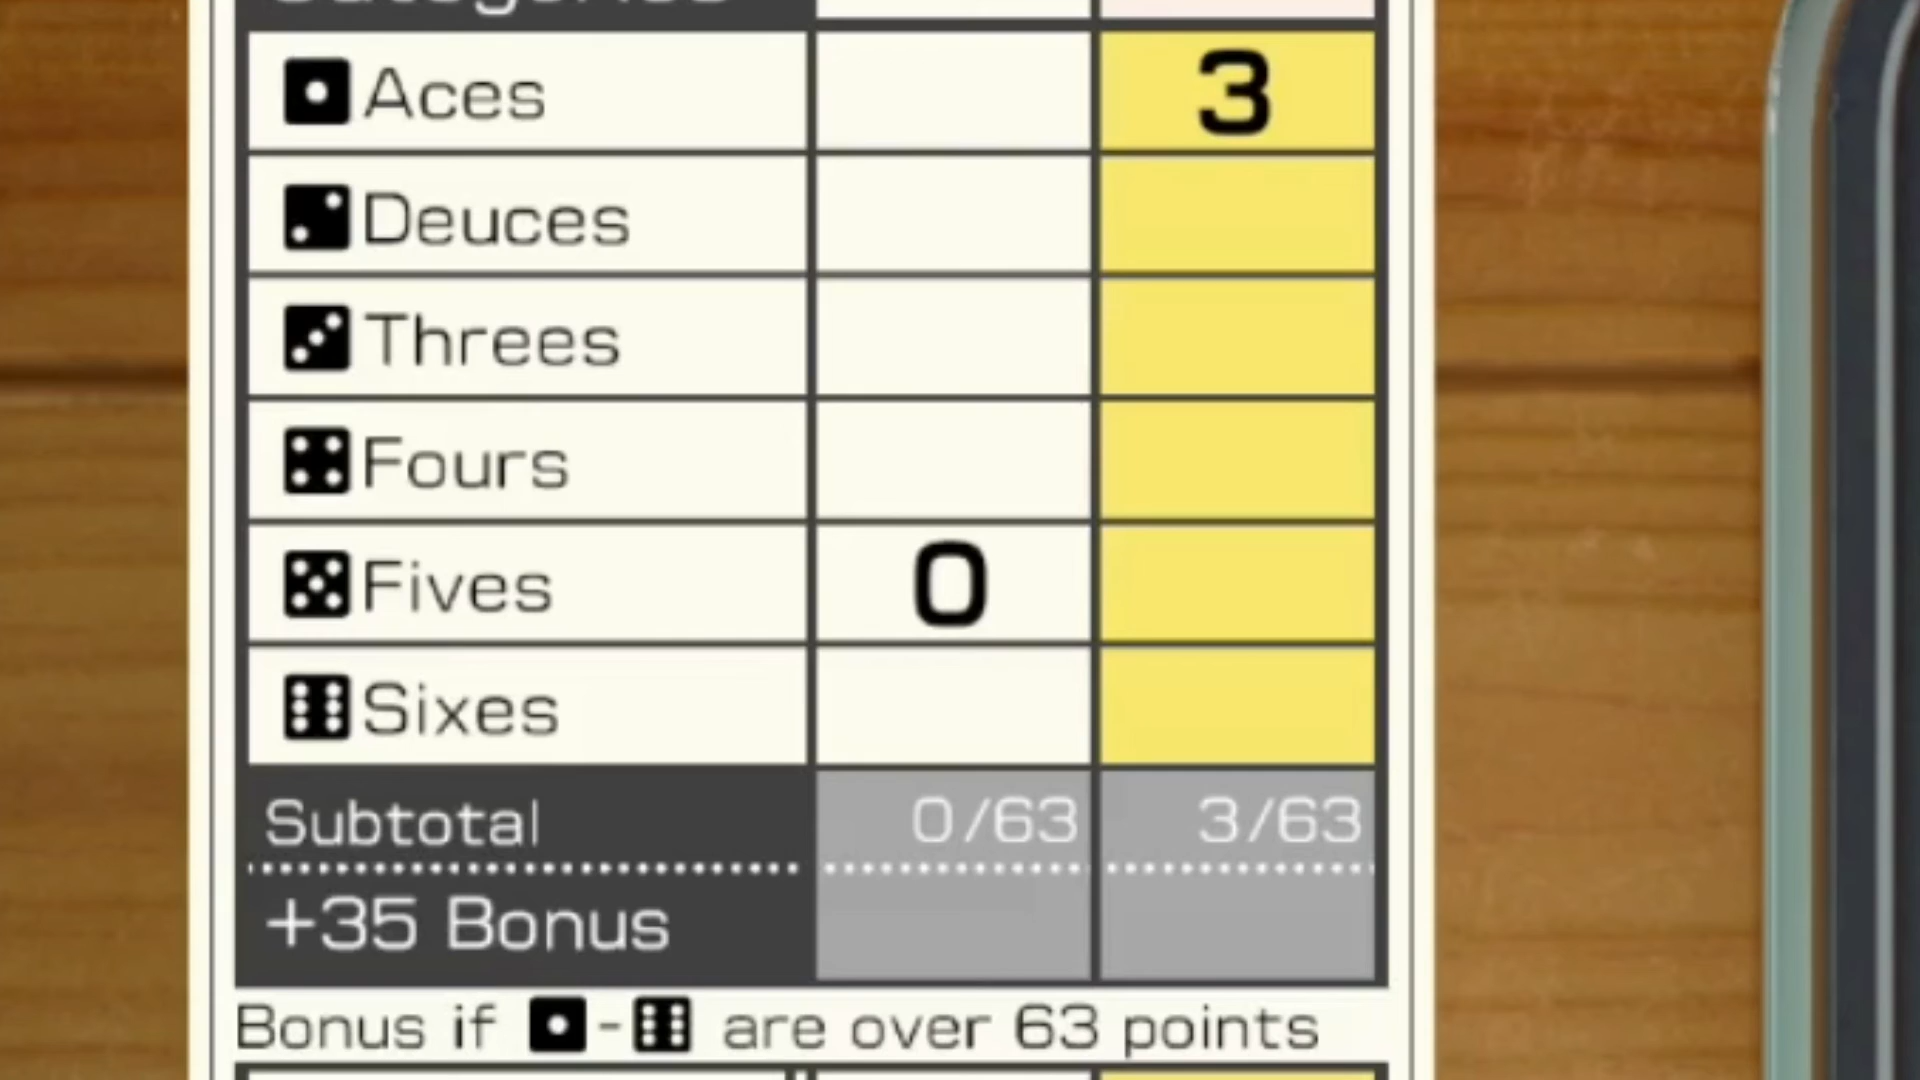 Categories
Aces 3
Deuces
Threes
Fours
Fives 0
Sixes
Subtotal 0/63 3/63
+35 Bonus
Bonus if - are over 63 points